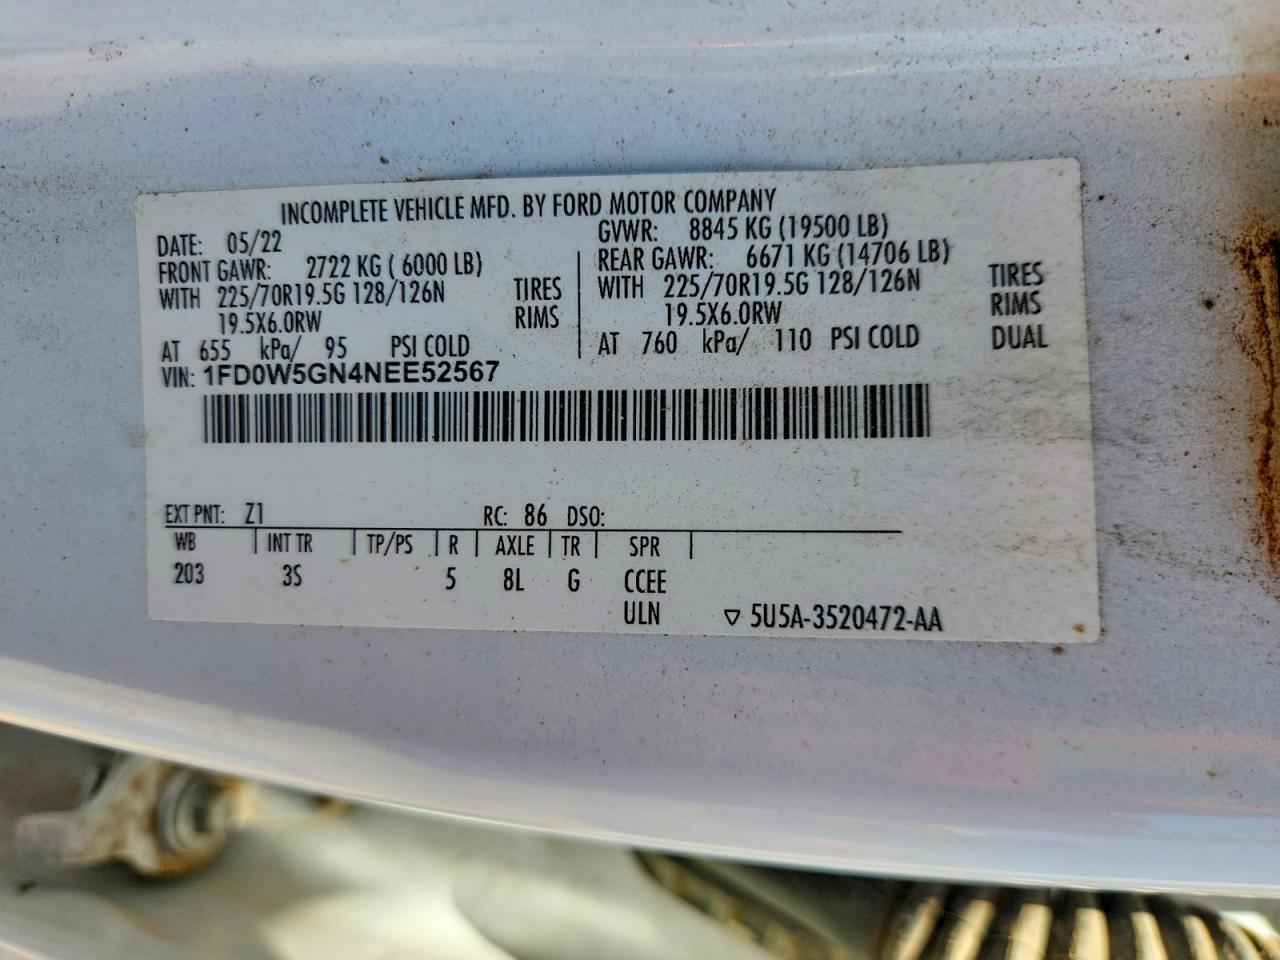 INCOMPLETE VEHICLE MFD. BY FORD MOTOR COMPANY
DATE: 05/22
FRONT GAWR: 2722 KG ( 6000 LB)
WITH 225/70R19.5G 128/126N TIRES
19.5X6.0RW RIMS
AT 655 kPa/ 95 PSI COLD
GVWR: 8845 KG (19500 LB)
REAR GAWR: 6671 KG (14706 LB)
WITH 225/70R19.5G 128/126N TIRES
19.5X6.0RW RIMS
AT 760 kPa/ 110 PSI COLD DUAL
VIN: 1FD0W5GN4NEE52567
EXT PNT: Z1 RC: 86 DSO:
WB | INT TR | TP/PS | R | AXLE | TR | SPR |
203 3S 5 8L G CCEE
ULN ▽ 5U5A-3520472-AA